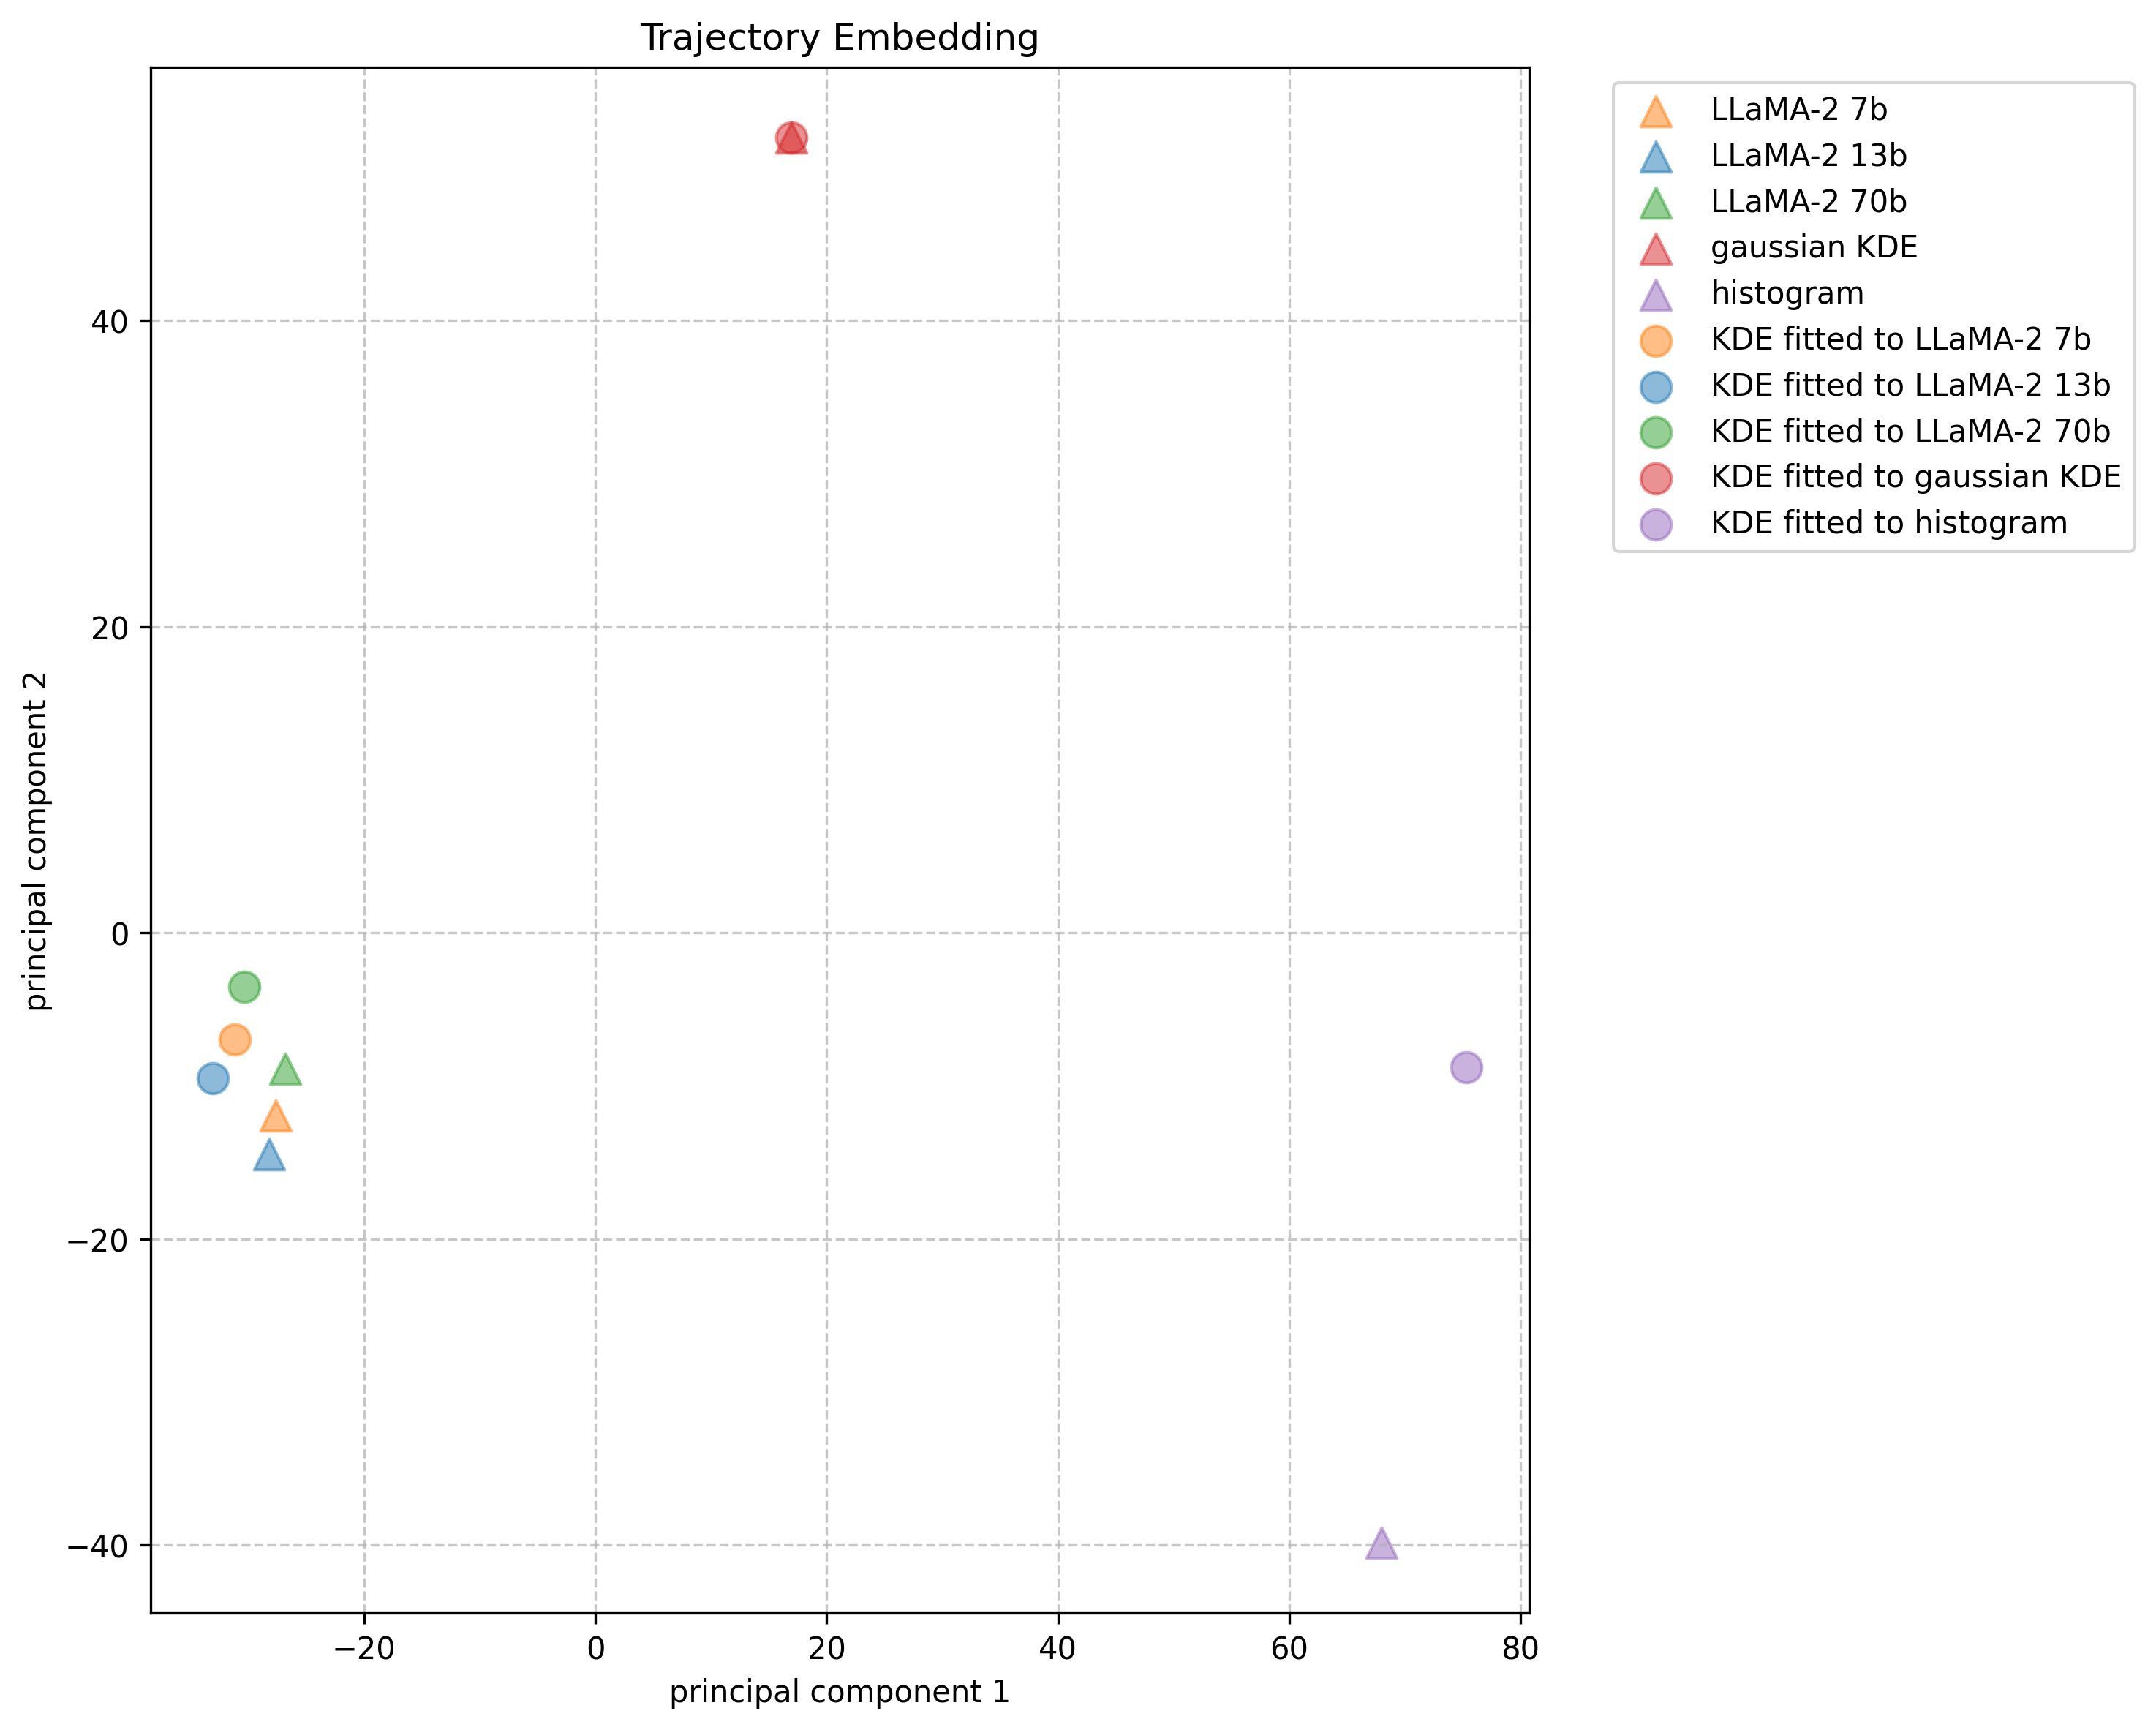 Trajectory Embedding
LLaMA-2 7b
LLaMA-2 13b
LLaMA-2 70b
gaussian KDE
histogram
KDE fitted to LLaMA-2 7b
KDE fitted to LLaMA-2 13b
KDE fitted to LLaMA-2 70b
KDE fitted to gaussian KDE
KDE fitted to histogram
principal component 2
40
20
0
−20
−40
−20 0 20 40 60 80
principal component 1